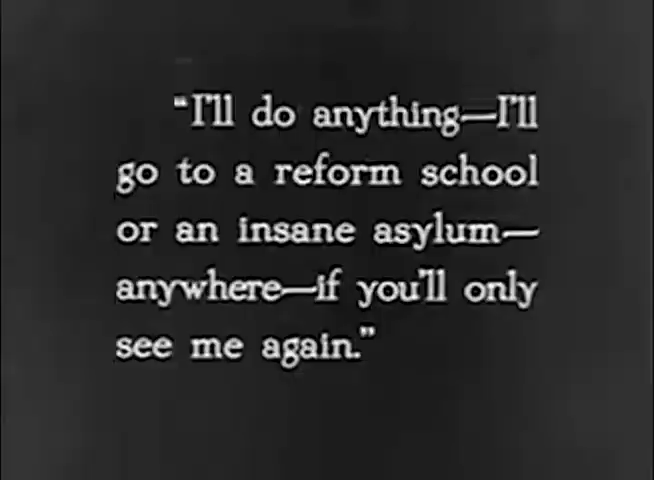 "I'll do anything—I'll
go to a reform school
or an insane asylum—
anywhere—if you'll only
see me again."